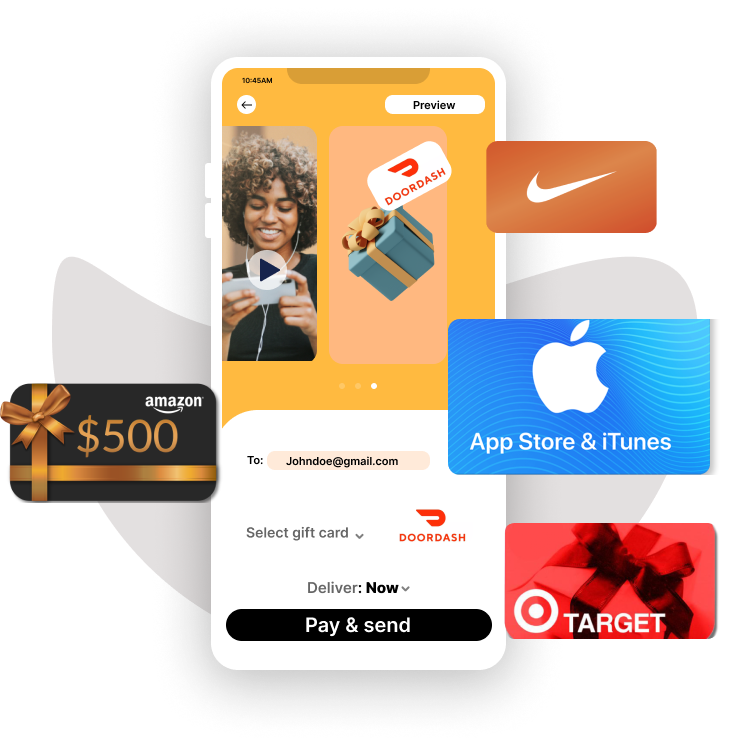 10:45AM
Preview
DOORDASH
amazon
$500
App Store & iTunes
To: Johndoe@gmail.com
Select gift card
DOORDASH
TARGET
Deliver: Now
Pay & send